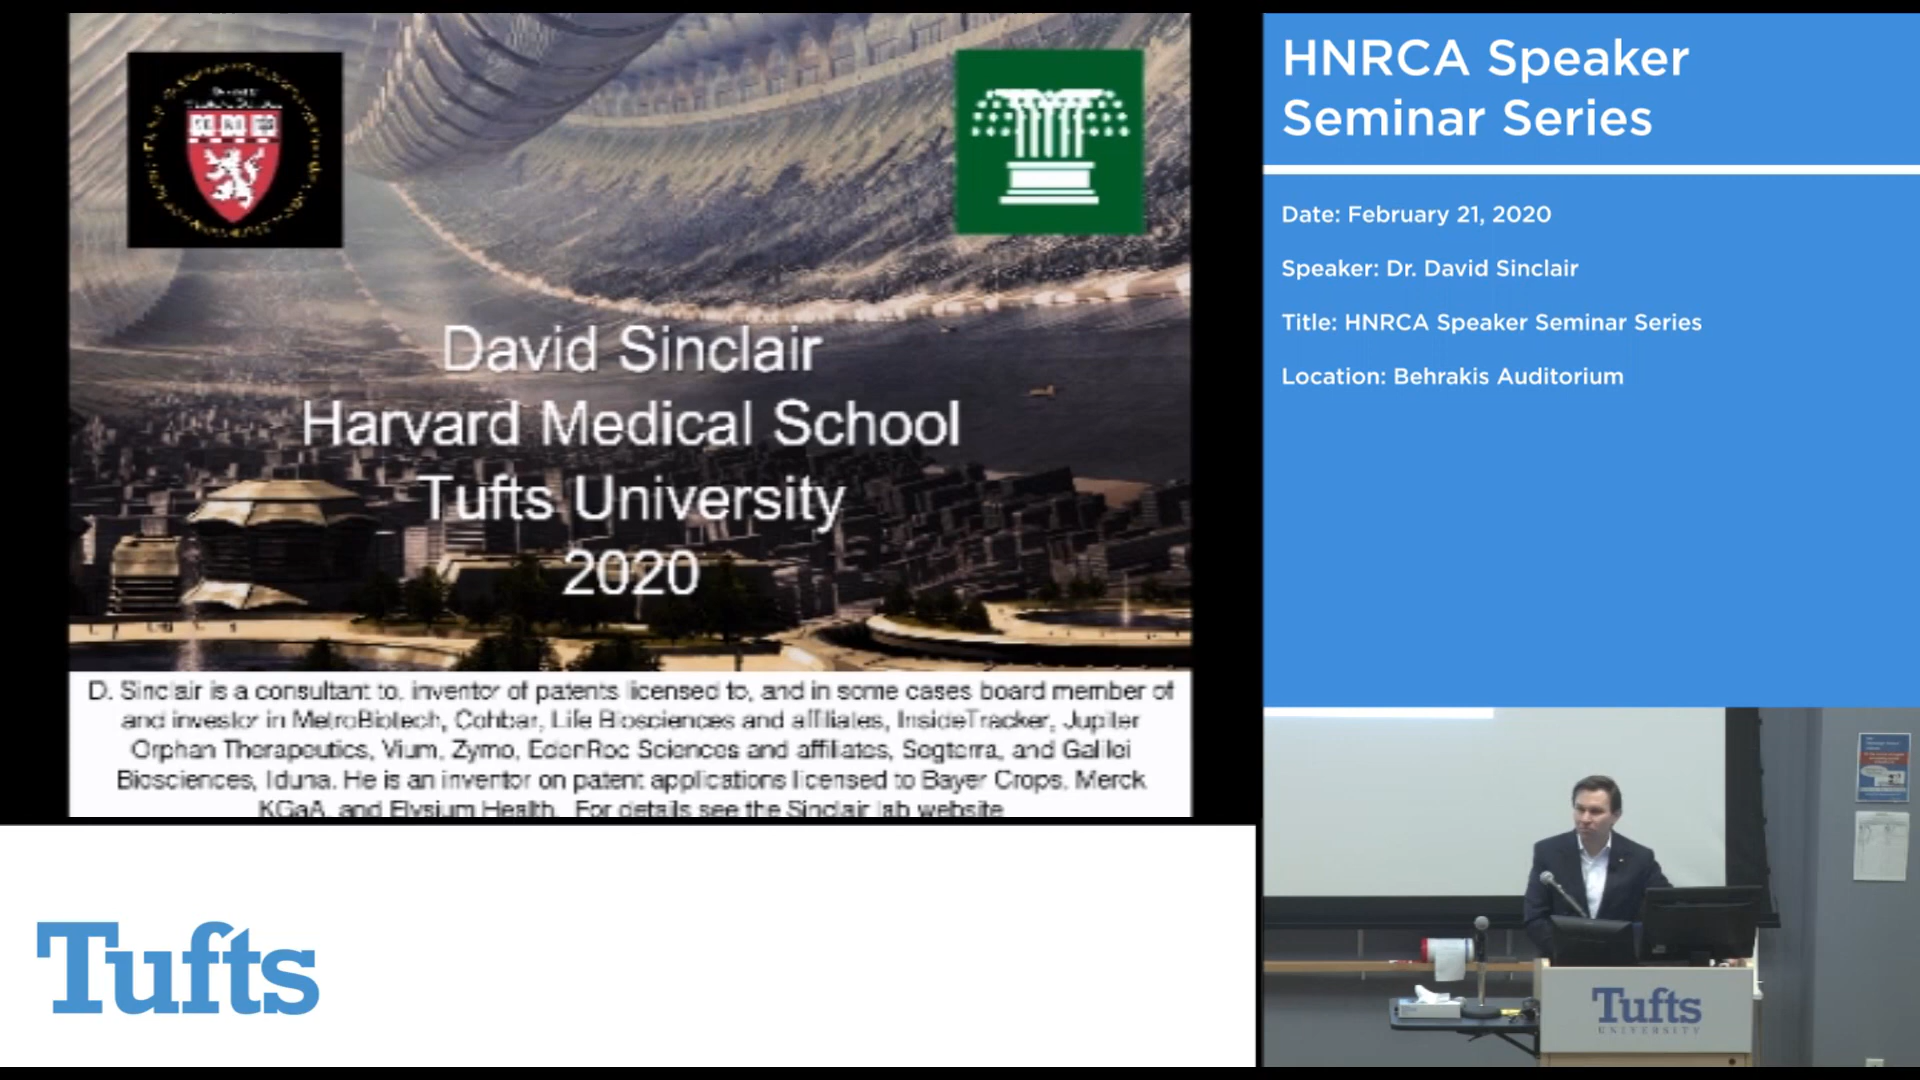 David Sinclair
Harvard Medical School
Tufts University
2020
D. Sinclair is a consultant to, inventor of patents licensed to, and in some cases board member of
and investor in MetroBiotech, Cohbar, Life Biosciences and affiliates, InsideTracker, Jupiter
Orphan Therapeutics, Vium, Zymo, EdenRoc Sciences and affiliates, Segterra, and Galilei
Biosciences, Iduna. He is an inventor on patent applications licensed to Bayer Crops, Merck
KGaA, and Elysium Health. For details see the Sinclair lab website
Tufts
HNRCA Speaker
Seminar Series
Date: February 21, 2020
Speaker: Dr. David Sinclair
Title: HNRCA Speaker Seminar Series
Location: Behrakis Auditorium
Tufts
UNIVERSITY